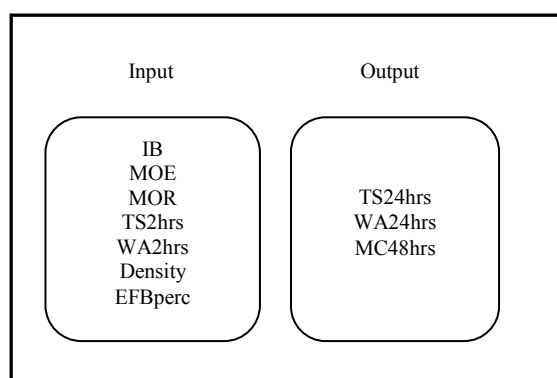 Input
Output
IB
MOE
MOR
TS2hrs
WA2hrs
Density
EFBperc
TS24hrs
WA24hrs
MC48hrs